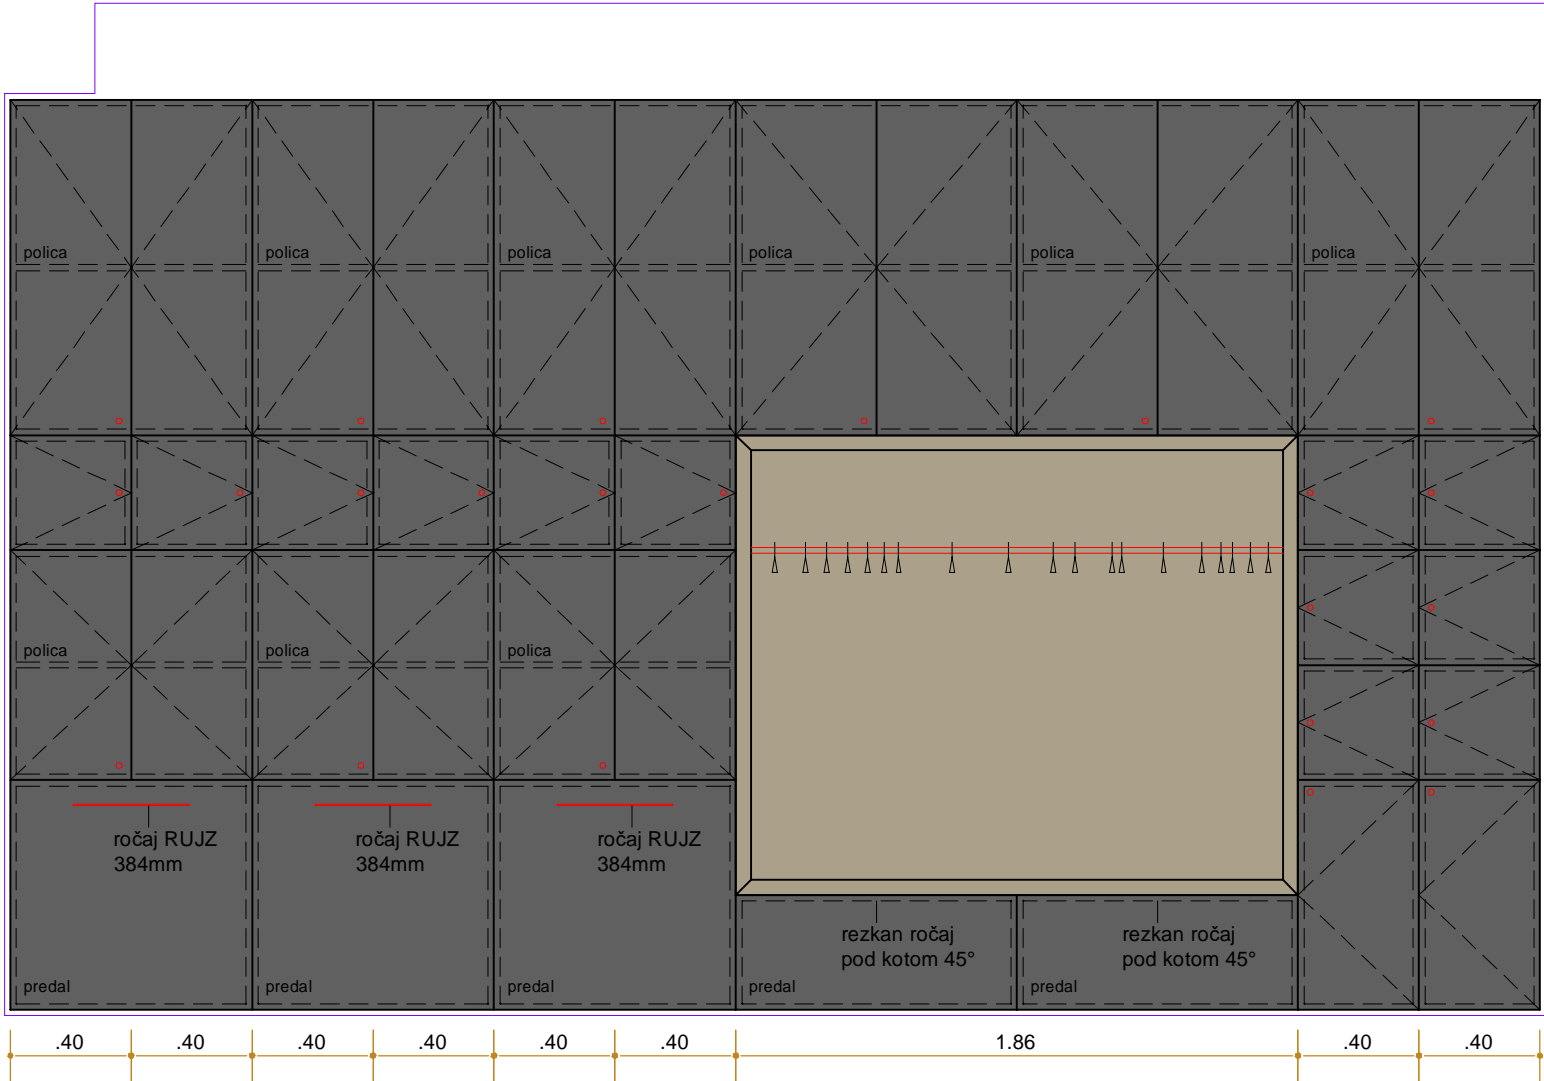 polica polica polica polica polica polica
polica polica polica
ročaj RUJZ
384mm
ročaj RUJZ
384mm
ročaj RUJZ
384mm
rezkan ročaj
pod kotom 45°
rezkan ročaj
pod kotom 45°
predal predal predal predal predal
.40 .40 .40 .40 .40 .40 1.86 .40 .40